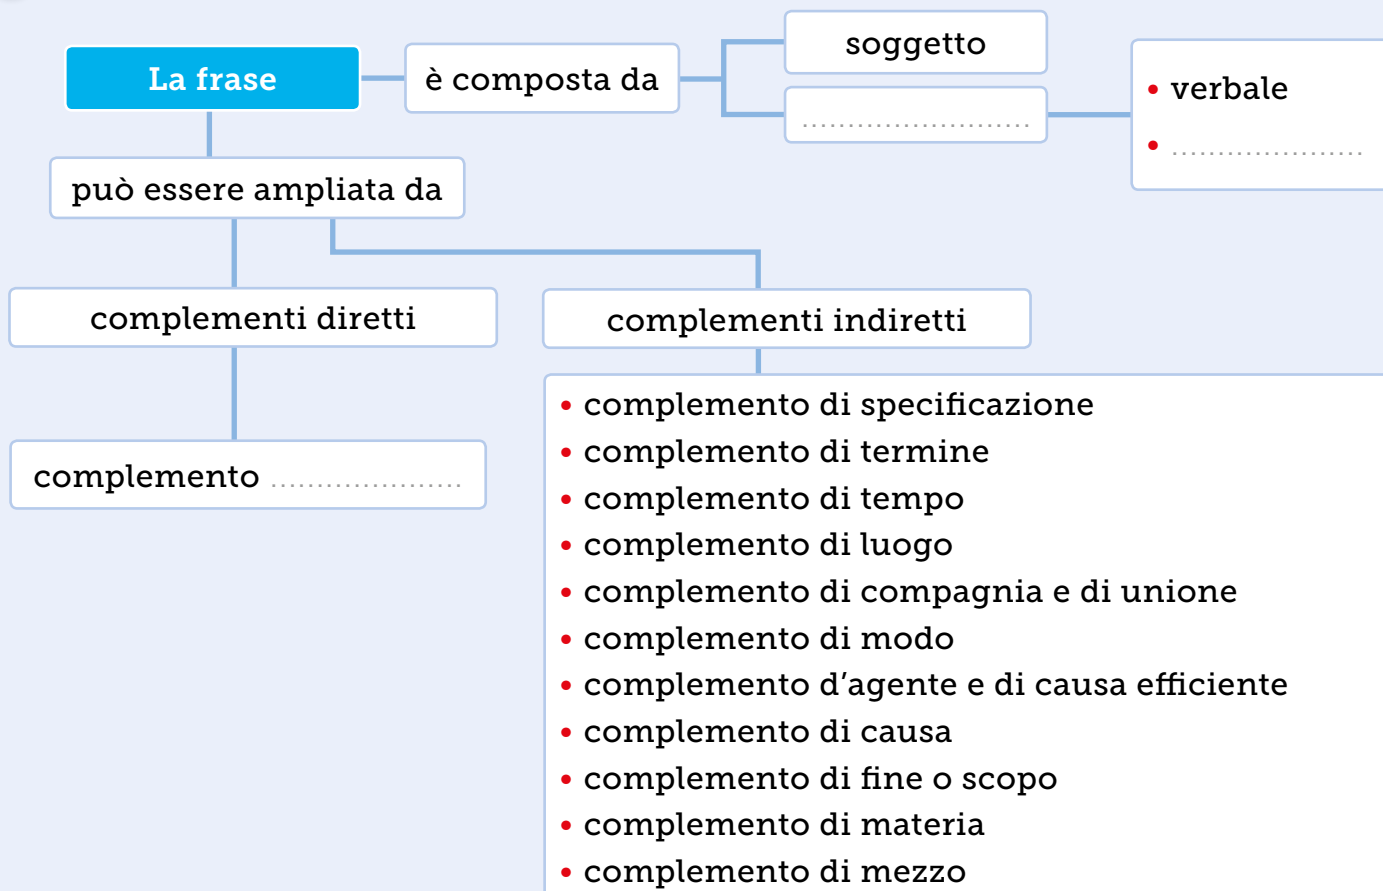 La frase
è composta da
soggetto
........................
• verbale
• .....................
può essere ampliata da
complementi diretti
complementi indiretti
complemento .....................
• complemento di specificazione
• complemento di termine
• complemento di tempo
• complemento di luogo
• complemento di compagnia e di unione
• complemento di modo
• complemento d’agente e di causa efficiente
• complemento di causa
• complemento di fine o scopo
• complemento di materia
• complemento di mezzo